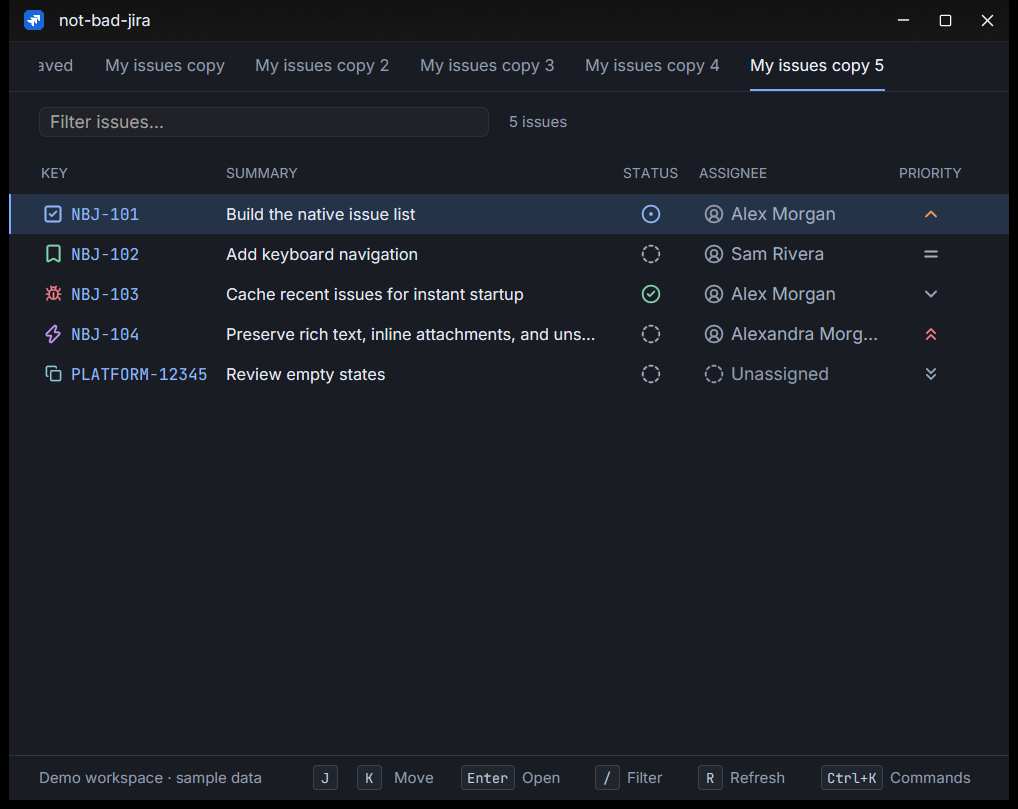 not-bad-jira
aved My issues copy My issues copy 2 My issues copy 3 My issues copy 4 My issues copy 5
Filter issues... 5 issues
KEY SUMMARY STATUS ASSIGNEE PRIORITY
NBJ-101 Build the native issue list Alex Morgan
NBJ-102 Add keyboard navigation Sam Rivera
NBJ-103 Cache recent issues for instant startup Alex Morgan
NBJ-104 Preserve rich text, inline attachments, and uns... Alexandra Morg...
PLATFORM-12345 Review empty states Unassigned
Demo workspace · sample data J K Move Enter Open / Filter R Refresh Ctrl+K Commands